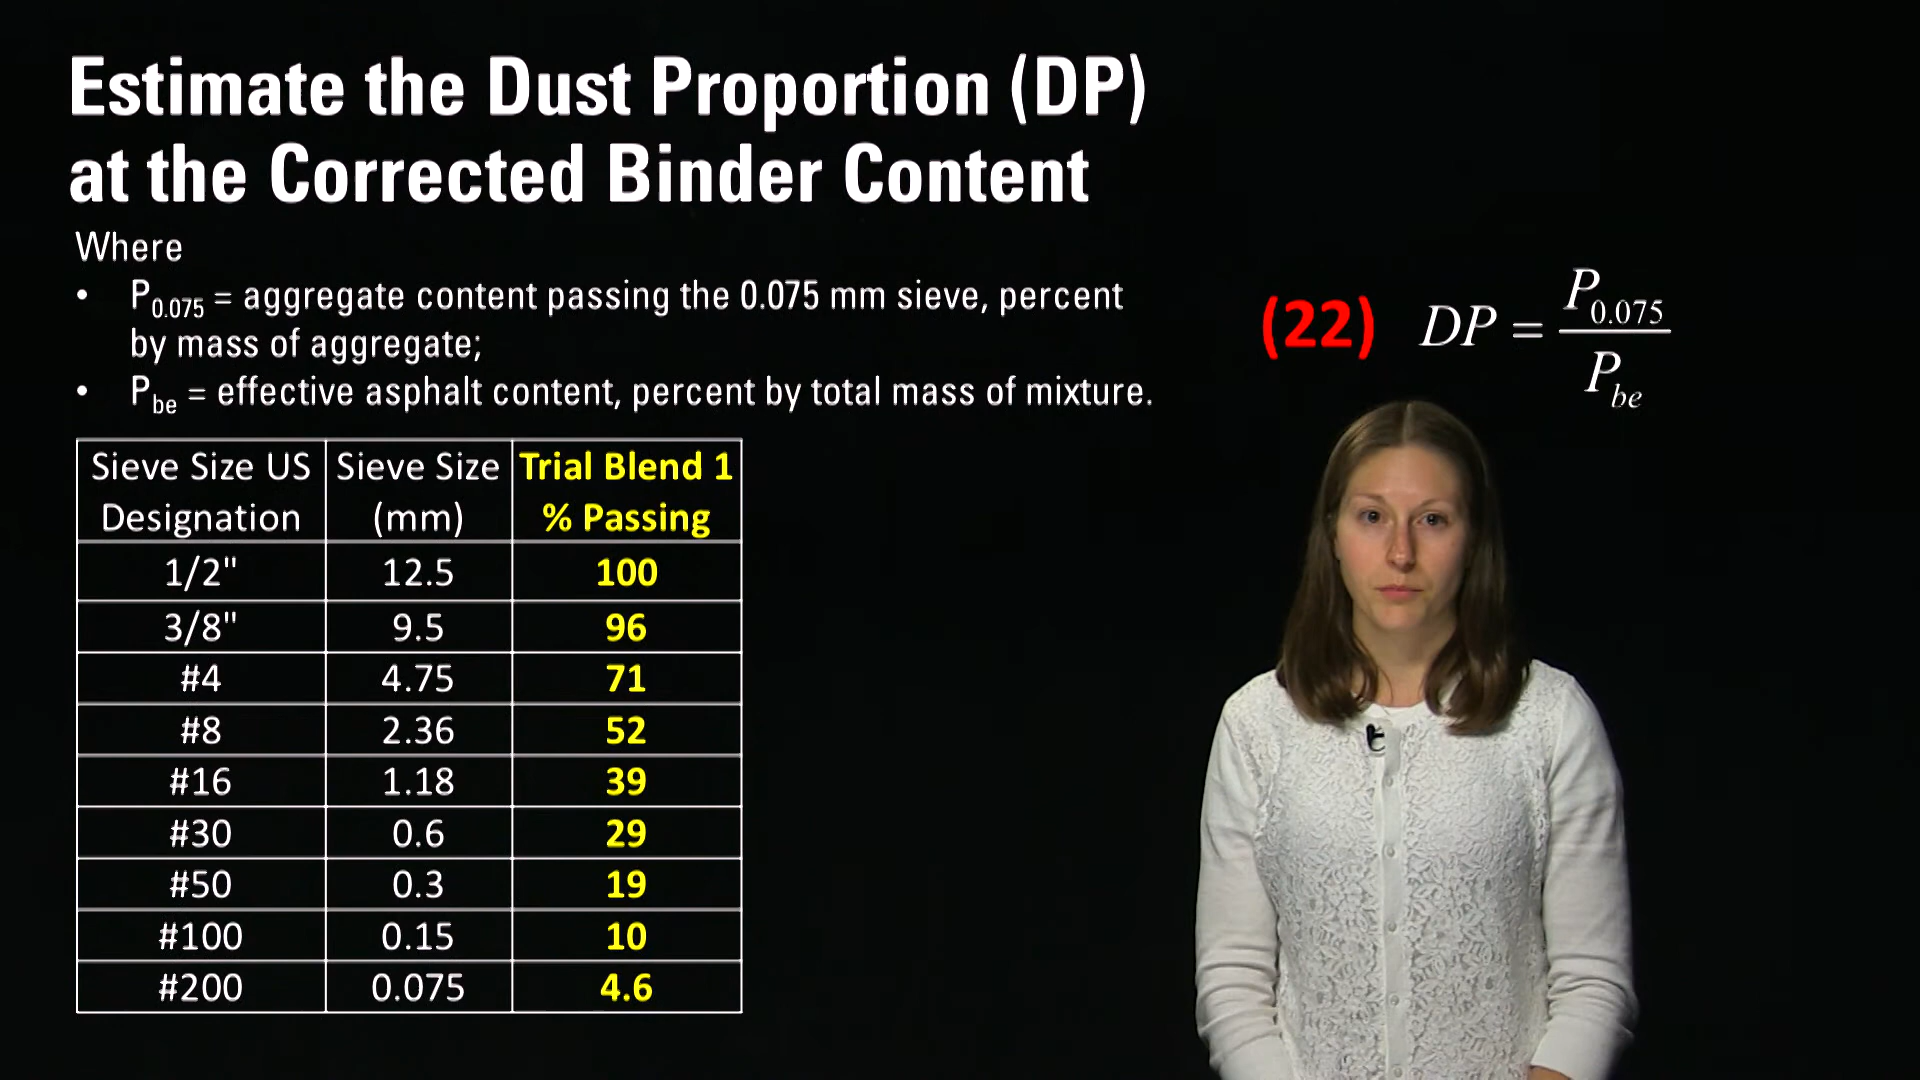 Estimate the Dust Proportion (DP)
at the Corrected Binder Content
Where
• P0.075 = aggregate content passing the 0.075 mm sieve, percent
by mass of aggregate;
• Pbe = effective asphalt content, percent by total mass of mixture.
(22) DP = P0.075 / Pbe
Sieve Size US Designation | Sieve Size (mm) | Trial Blend 1 % Passing
1/2" | 12.5 | 100
3/8" | 9.5 | 96
#4 | 4.75 | 71
#8 | 2.36 | 52
#16 | 1.18 | 39
#30 | 0.6 | 29
#50 | 0.3 | 19
#100 | 0.15 | 10
#200 | 0.075 | 4.6